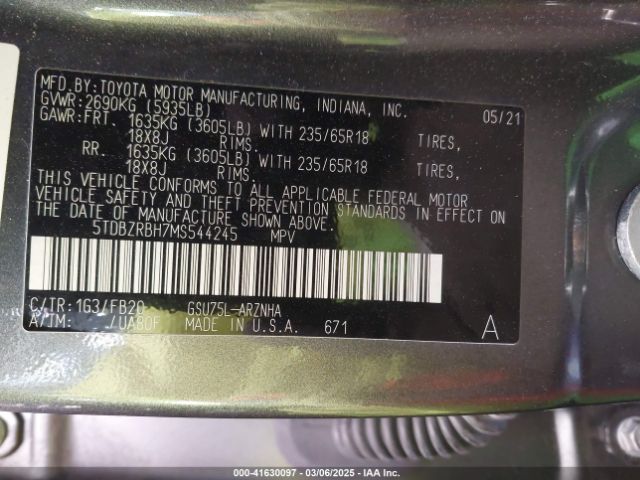 MFD.BY:TOYOTA MOTOR MANUFACTURING, INDIANA, INC. 05/21
GVWR:2690KG (5935LB)
GAWR:FRT. 1635KG (3605LB) WITH 235/65R18 TIRES,
18X8J RIMS.
RR. 1635KG (3605LB) WITH 235/65R18 TIRES,
18X8J RIMS.
THIS VEHICLE CONFORMS TO ALL APPLICABLE FEDERAL MOTOR
VEHICLE SAFETY AND THEFT PREVENTION STANDARDS IN EFFECT ON
THE DATE OF MANUFACTURE SHOWN ABOVE.
5TDBZRBH7MS544245 MPV
C/TR:1G3/FB20 GSU75L-ARZNHA
A/TM: /UA80F MADE IN U.S.A. 671 A
000-41630097 - 03/06/2025 - IAA Inc.